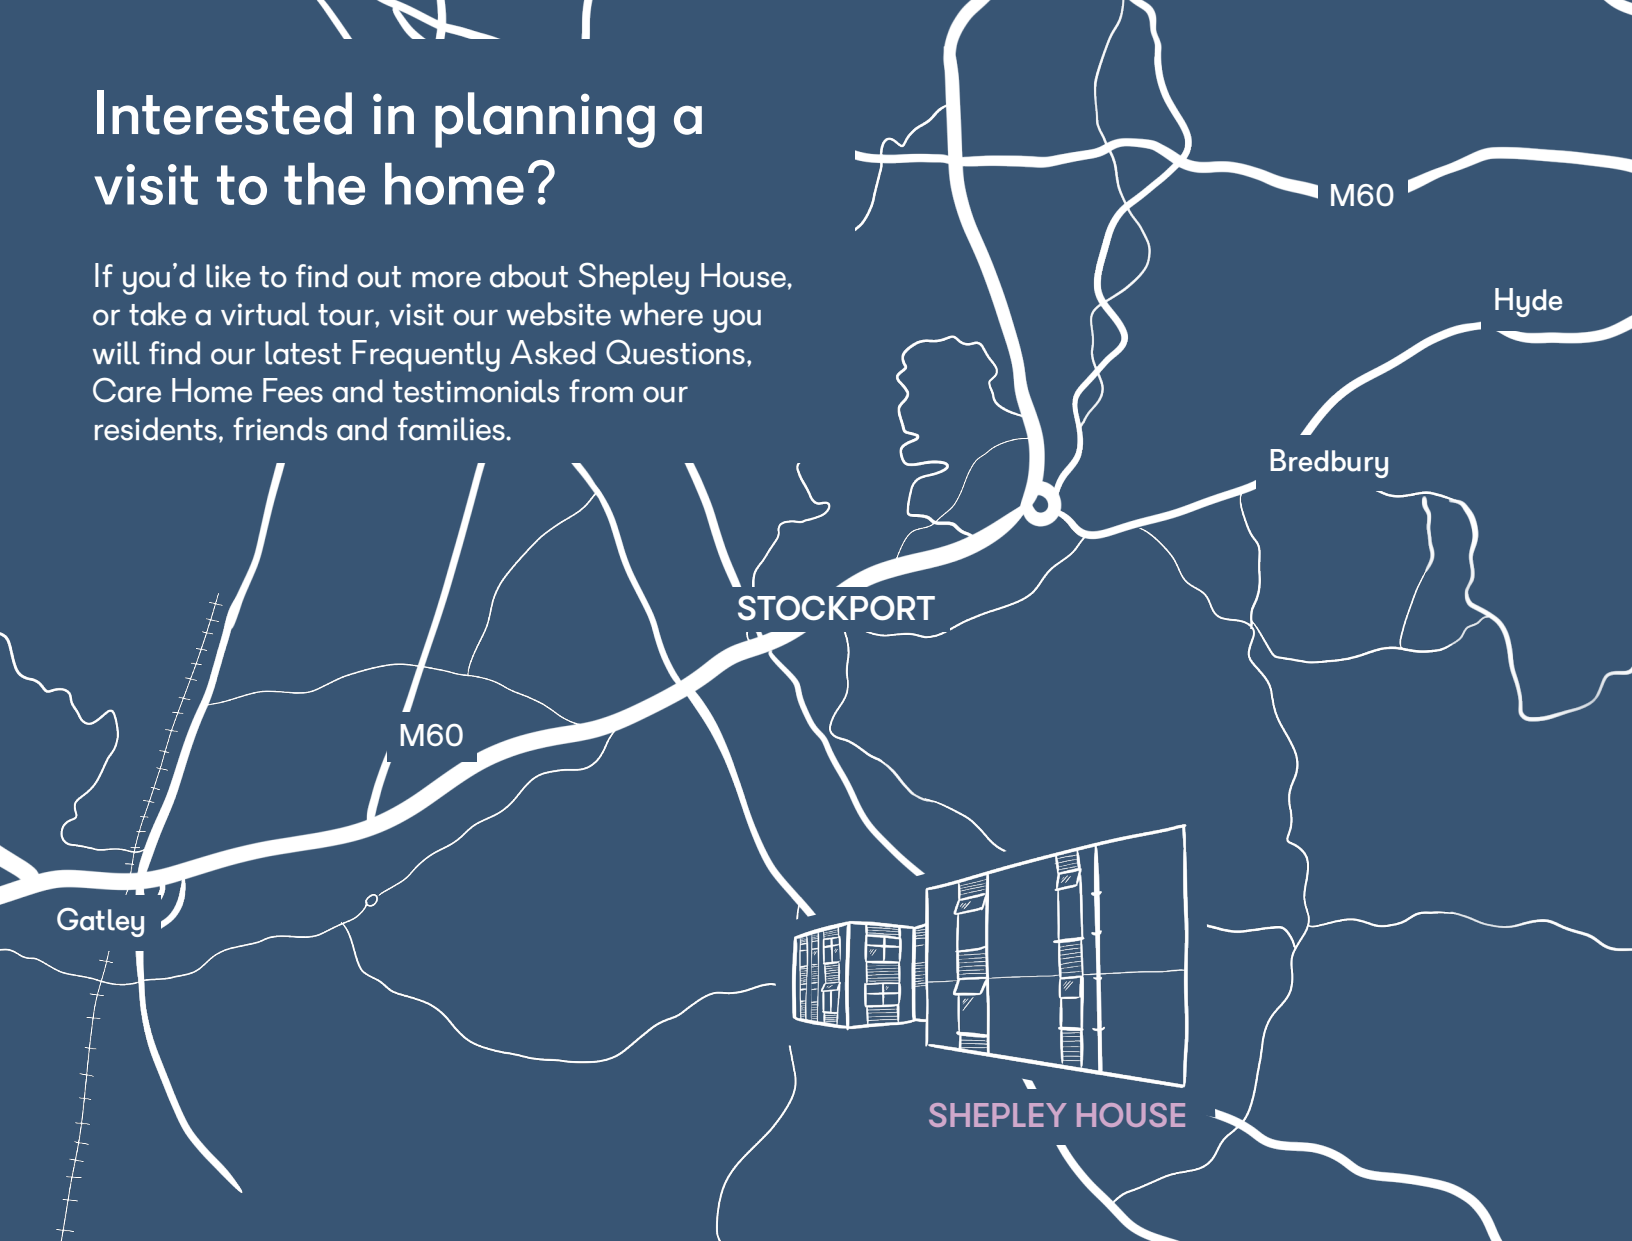 Interested in planning a
visit to the home?
If you’d like to find out more about Shepley House,
or take a virtual tour, visit our website where you
will find our latest Frequently Asked Questions,
Care Home Fees and testimonials from our
residents, friends and families.
M60
Hyde
Bredbury
STOCKPORT
M60
Gatley
SHEPLEY HOUSE